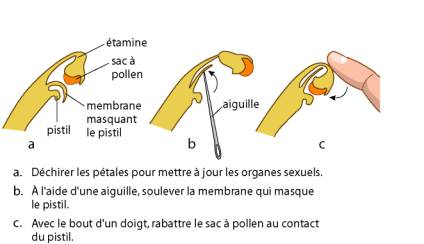 étamine
sac à
pollen
membrane
masquant
le pistil
pistil
aiguille
a
b
c
a. Déchirer les pétales pour mettre à jour les organes sexuels.
b. À l'aide d'une aiguille, soulever la membrane qui masque
le pistil.
c. Avec le bout d'un doigt, rabattre le sac à pollen au contact
du pistil.